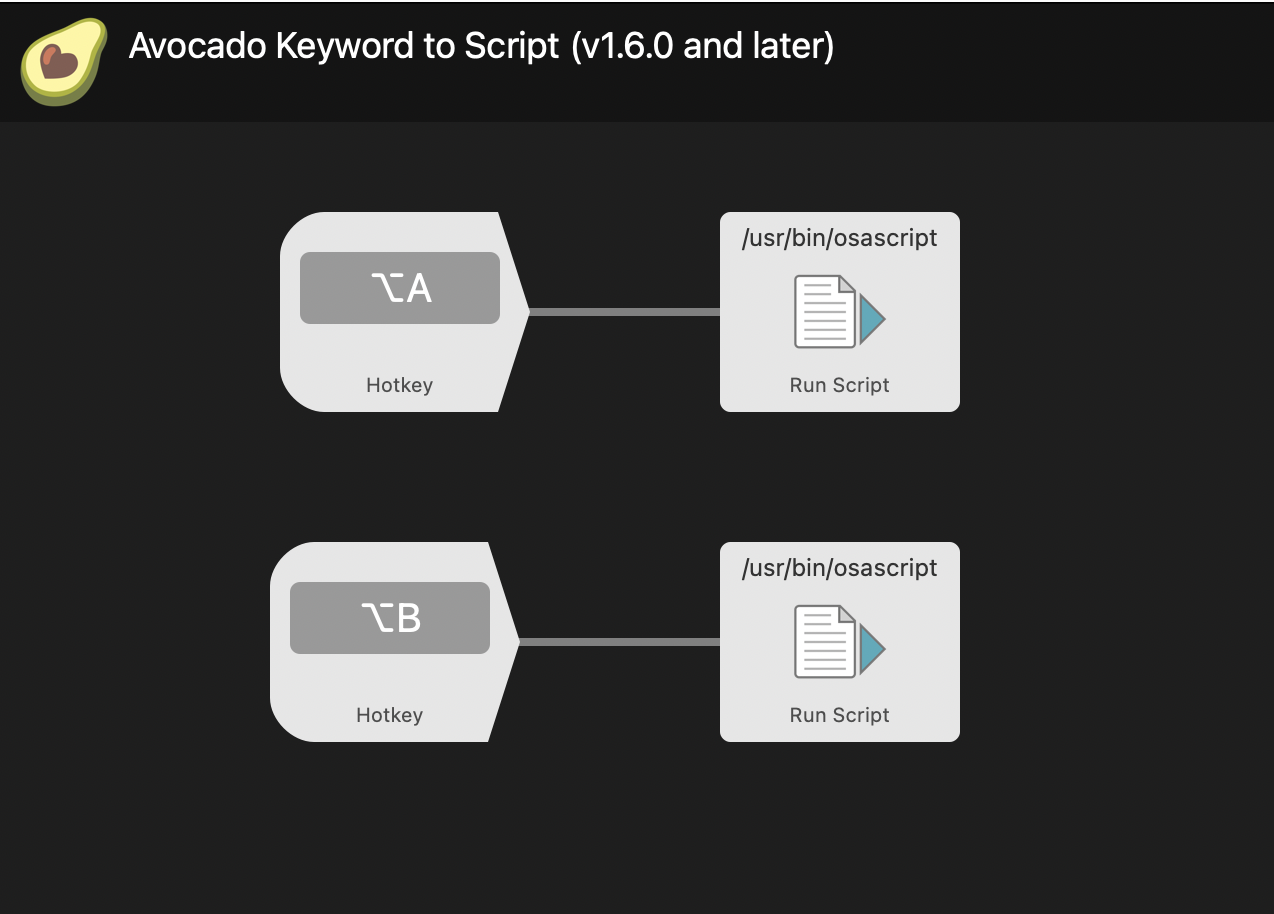 Avocado Keyword to Script (v1.6.0 and later)
⌥A
Hotkey
/usr/bin/osascript
Run Script
⌥B
Hotkey
/usr/bin/osascript
Run Script